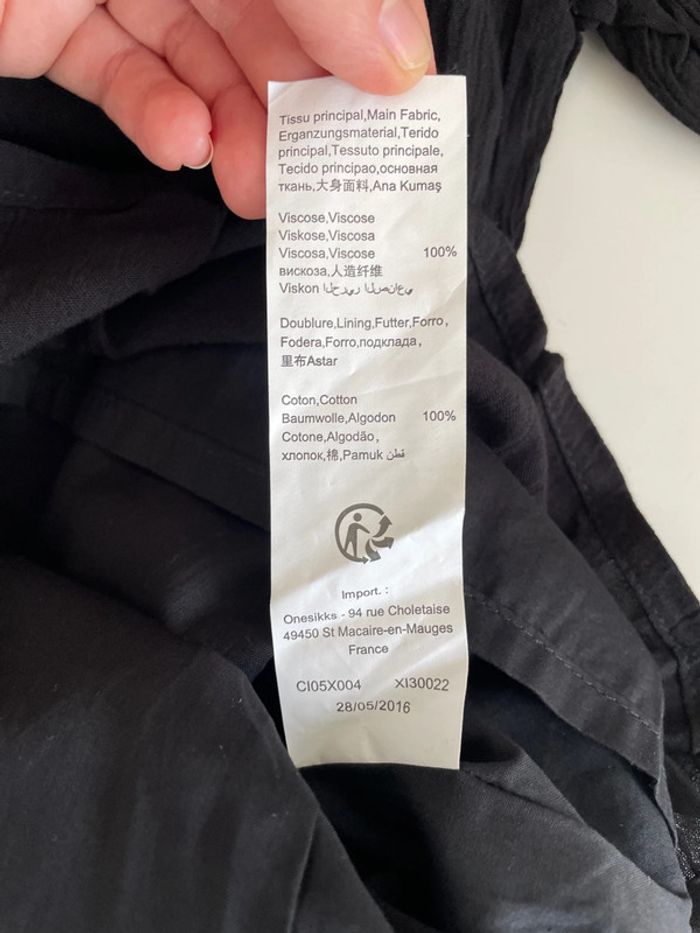 Tissu principal,Main Fabric,
Erganzungsmaterial,Terido
principal,Tessuto principale,
Tecido principao,основная
ткань,大身面料,Ana Kumaş
Viscose,Viscose
Viskose,Viscosa
Viscosa,Viscose 100%
вискоза,人造纤维
Viskon الحرير الصناعي
Doublure,Lining,Futter,Forro,
Fodera,Forro,подклада,
里布Astar
Coton,Cotton
Baumwolle,Algodon 100%
Cotone,Algodão,
хлопок,棉,Pamuk قطن
Import. :
Onesikks - 94 rue Choletaise
49450 St Macaire-en-Mauges
France
CI05X004 XI30022
28/05/2016